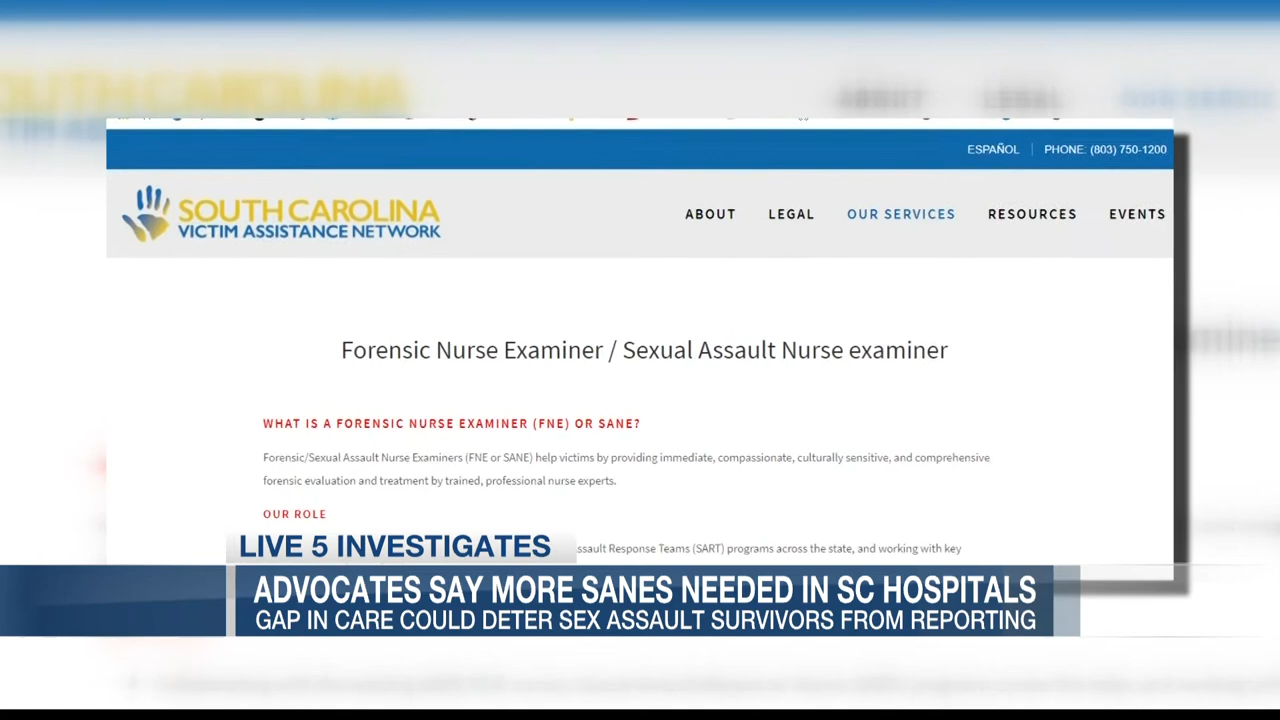 ESPAÑOL | PHONE: (803) 750-1200
SOUTH CAROLINA
VICTIM ASSISTANCE NETWORK
ABOUT LEGAL OUR SERVICES RESOURCES EVENTS
Forensic Nurse Examiner / Sexual Assault Nurse examiner
WHAT IS A FORENSIC NURSE EXAMINER (FNE) OR SANE?
Forensic/Sexual Assault Nurse Examiners (FNE or SANE) help victims by providing immediate, compassionate, culturally sensitive, and comprehensive
forensic evaluation and treatment by trained, professional nurse experts.
OUR ROLE
LIVE 5 INVESTIGATES
ssault Response Teams (SART) programs across the state, and working with key
ADVOCATES SAY MORE SANES NEEDED IN SC HOSPITALS
GAP IN CARE COULD DETER SEX ASSAULT SURVIVORS FROM REPORTING